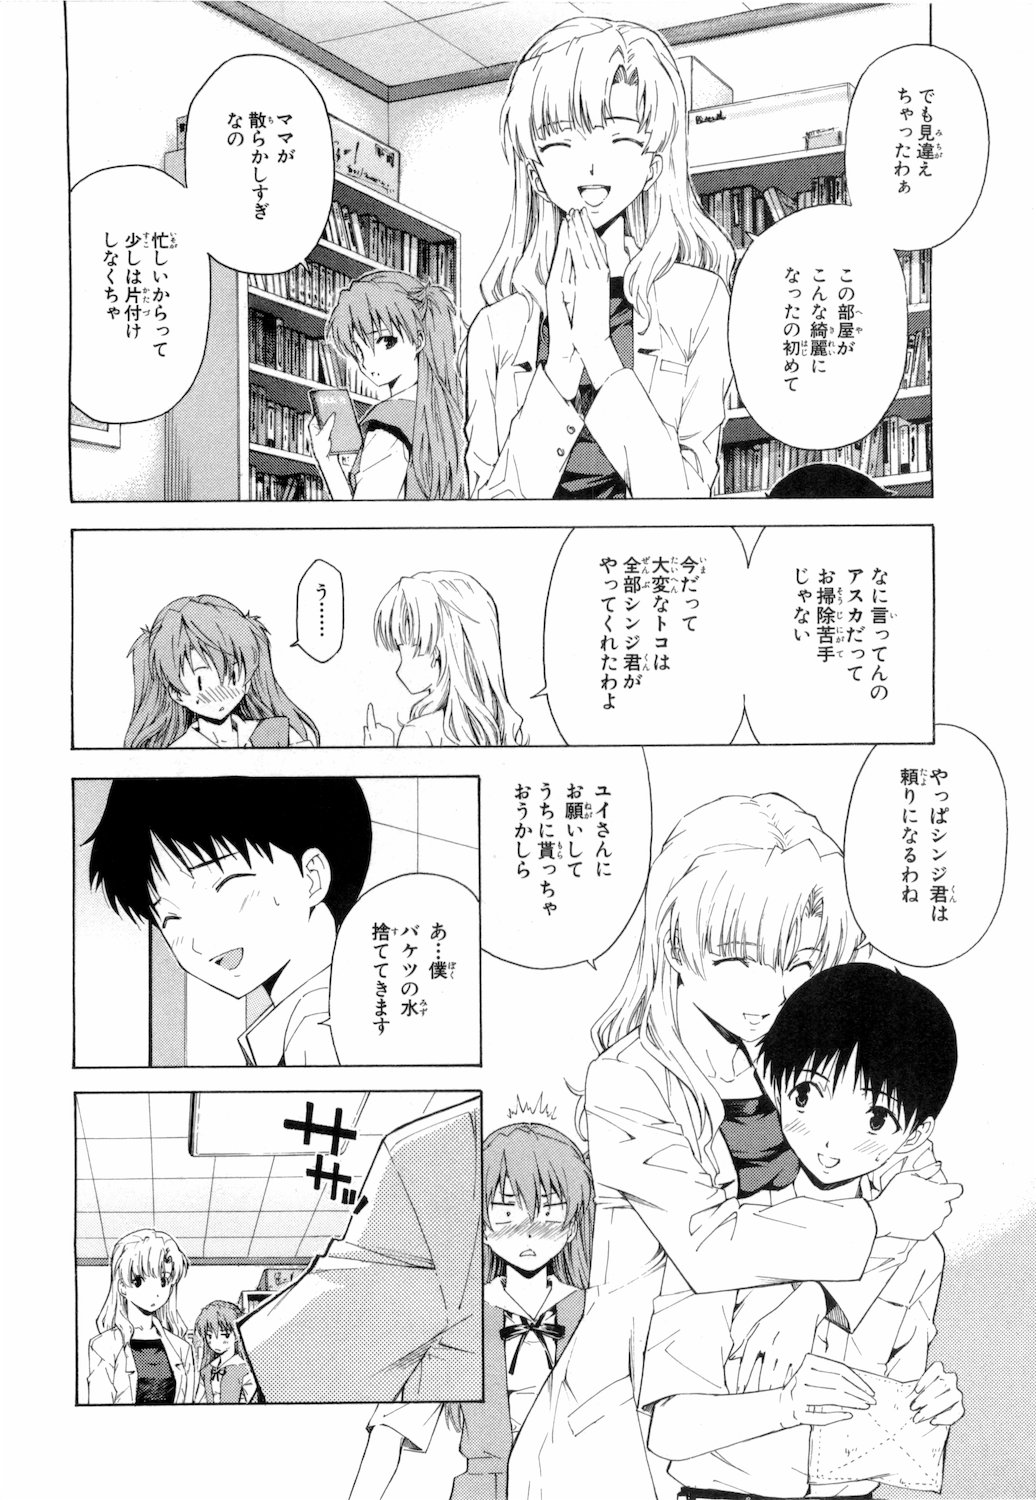 でも見違え
ちゃったわぁ
この部屋が
こんな綺麗に
なったの初めて
ママが
散らかしすぎ
なの
忙しいからって
少しは片付け
しなくちゃ
なに言ってんの
アスカだって
お掃除苦手
じゃない
今だって
大変なトコは
全部シンジ君が
やってくれたわよ
う……
やっぱシンジ君は
頼りになるわね
ユイさんに
お願いして
うちに貰っちゃ
おうかしら
あ…僕
バケツの水
捨ててきます
ギギギ